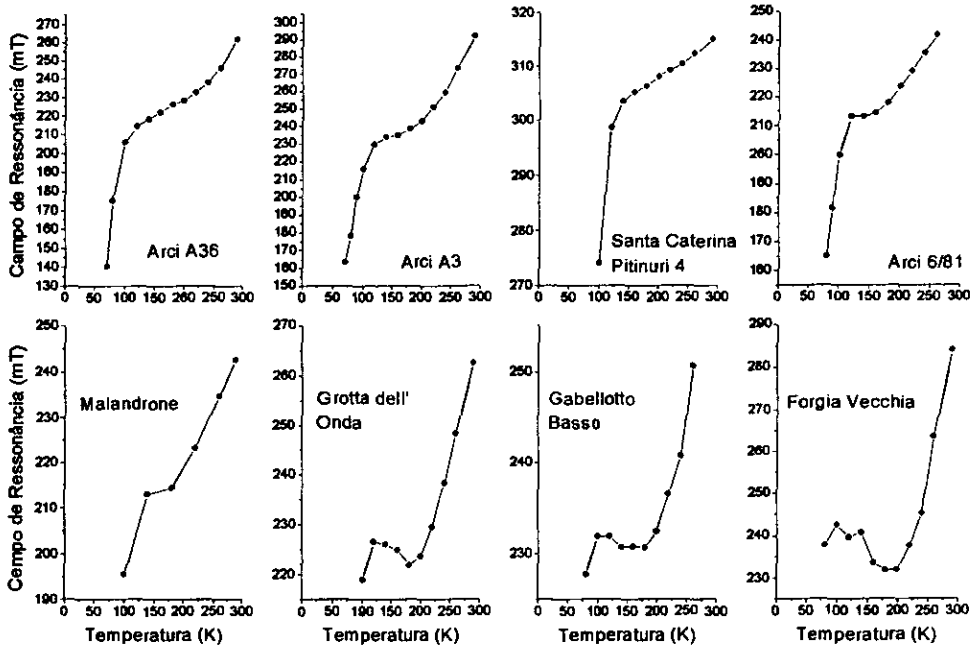 Campo de Ressonância (mT)
260
250
240
230
220
210
200
190
180
170
160
150
140
130
Arci A36
0 50 100 150 200 250 300
300
290
280
270
260
250
240
230
220
210
200
190
180
170
160
150
Arci A3
0 50 100 150 200 250 300
320
310
300
290
280
270
Santa Caterina
Pitinuri 4
0 50 100 150 200 250 300
250
240
230
220
210
260
190
180
170
160
Arci 6/81
0 50 100 150 200 250 300
Cempo de Ressonância (mT)
250
240
230
220
210
200
190
Malandrone
0 50 100 150 200 250 300
Temperatura (K)
270
260
250
240
230
220
Grotta dell'
Onda
0 50 100 150 200 250 300
Temperatura (K)
250
240
230
Gabellotto
Basso
0 50 100 150 200 250 300
Temperatura (K)
290
280
270
260
250
240
230
Forgia Vecchia
0 50 100 150 200 250 300
Temperatura (K)